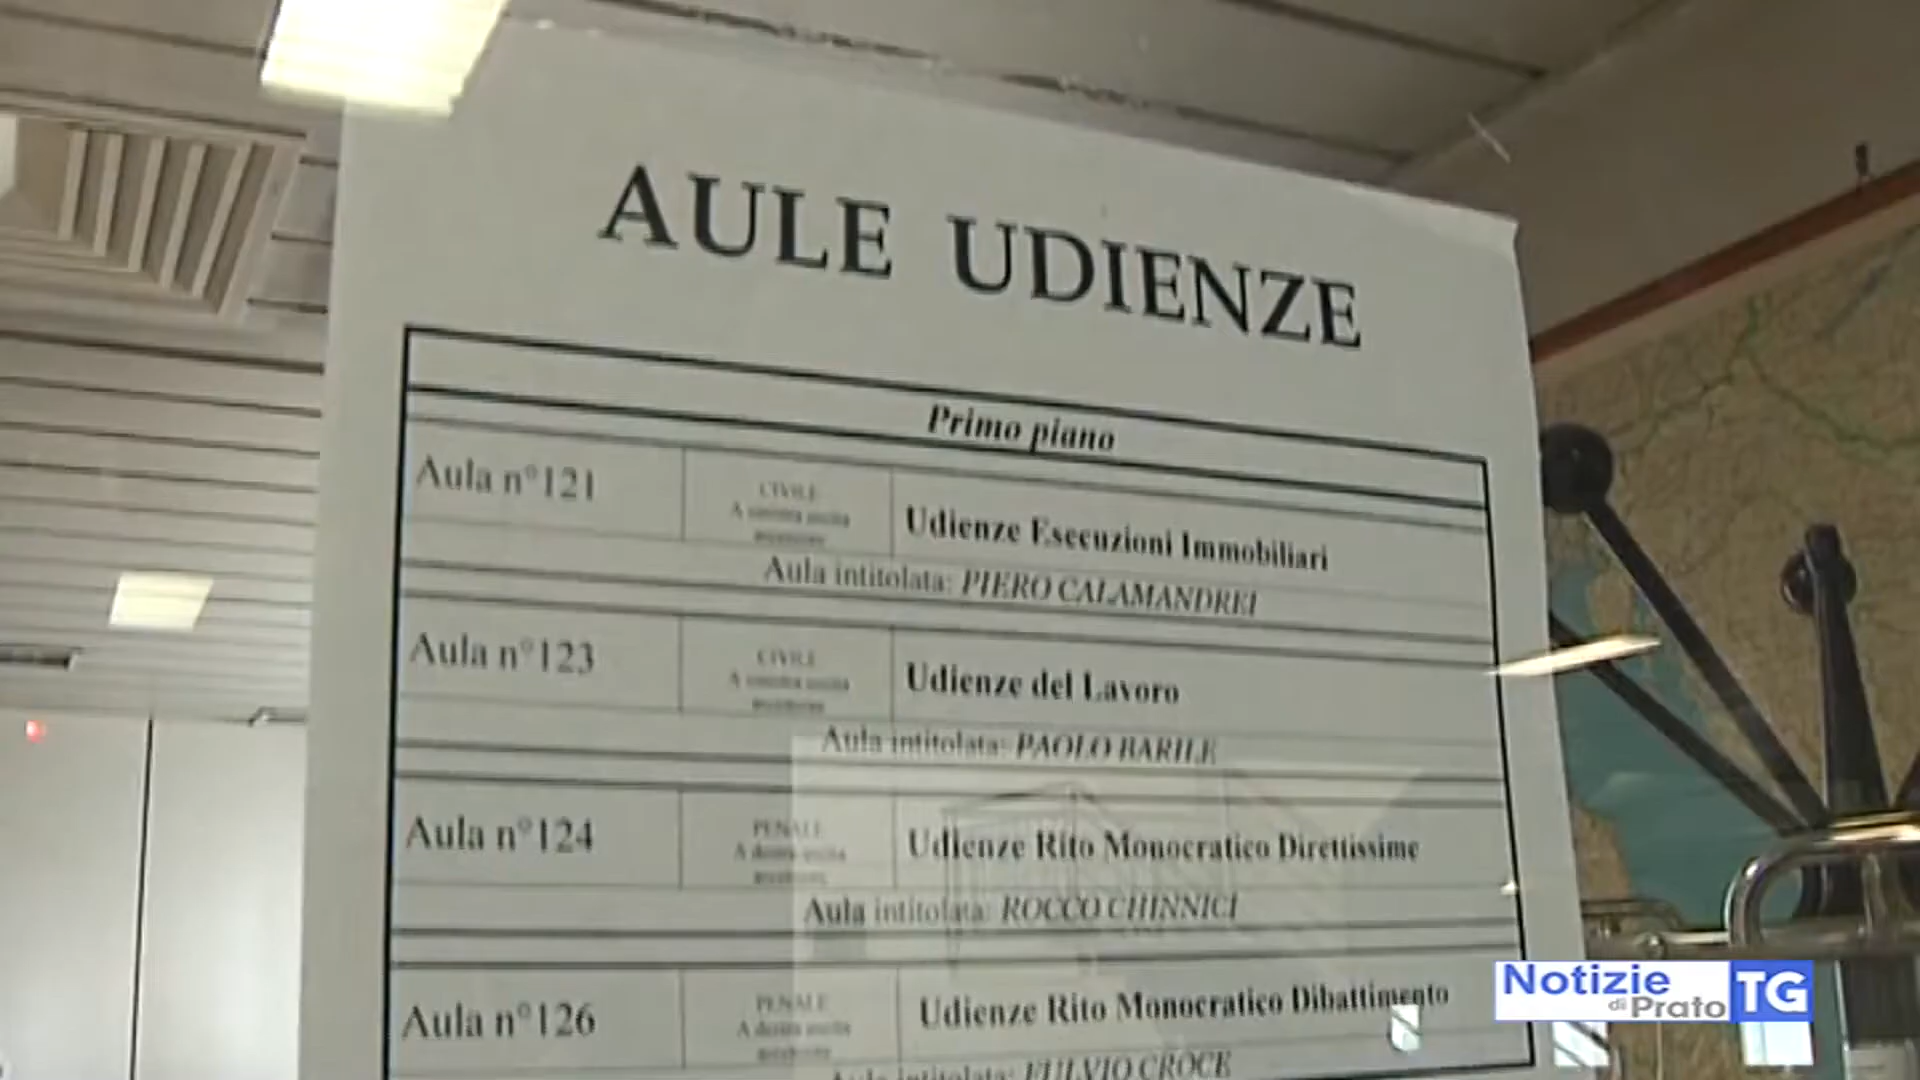 AULE UDIENZE
Primo piano
Aula n°121
CIVILE
Udienze Esecuzioni Immobiliari
Aula intitolata: PIERO CALAMANDREI
Aula n°123
CIVILE
Udienze del Lavoro
Aula intitolata: PAOLO BARILE
Aula n°124
PENALE
Udienze Rito Monocratico Direttissime
Aula intitolata: ROCCO CHINNICI
Aula n°126
PENALE
Udienze Rito Monocratico Dibattimento
Aula intitolata: FULVIO CROCE
Notizie
di Prato
TG